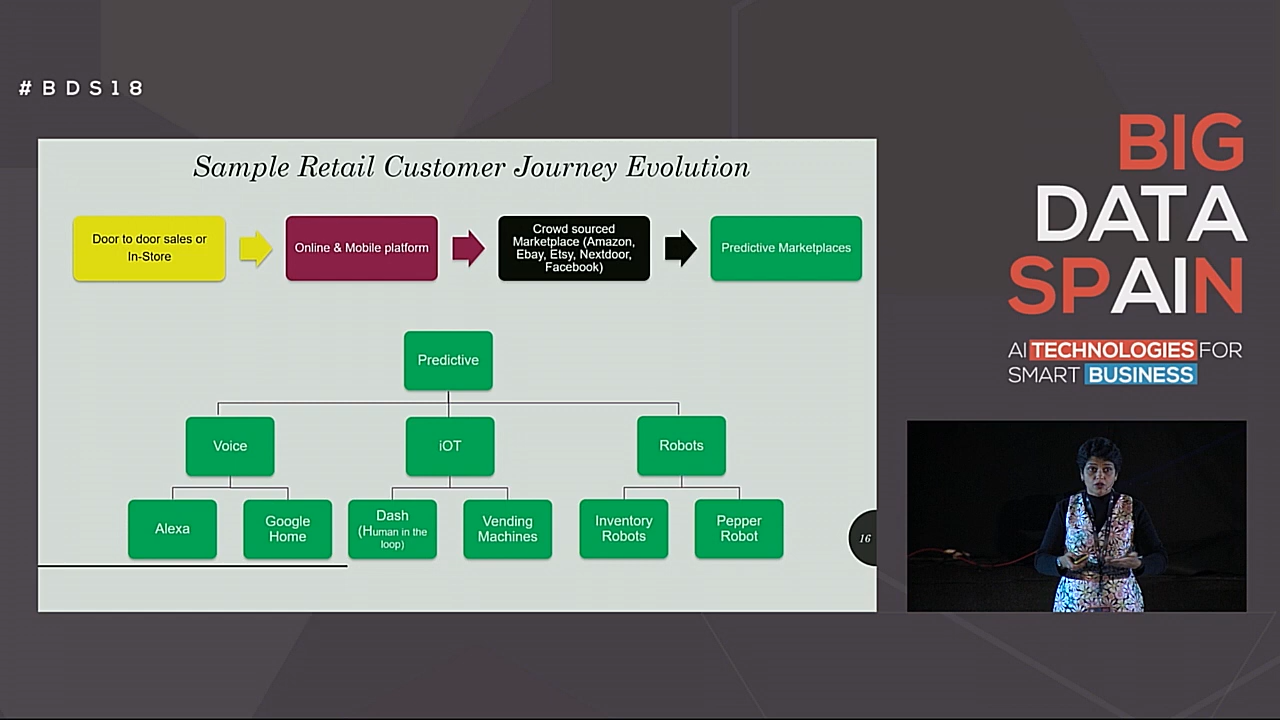 #BDS18
Sample Retail Customer Journey Evolution
Door to door sales or
In-Store
Online & Mobile platform
Crowd sourced
Marketplace (Amazon,
Ebay, Etsy, Nextdoor,
Facebook)
Predictive Marketplaces
Predictive
Voice
iOT
Robots
Alexa
Google
Home
Dash
(Human in the
loop)
Vending
Machines
Inventory
Robots
Pepper
Robot
16
BIG
DATA
SPAIN
AI TECHNOLOGIES FOR
SMART BUSINESS